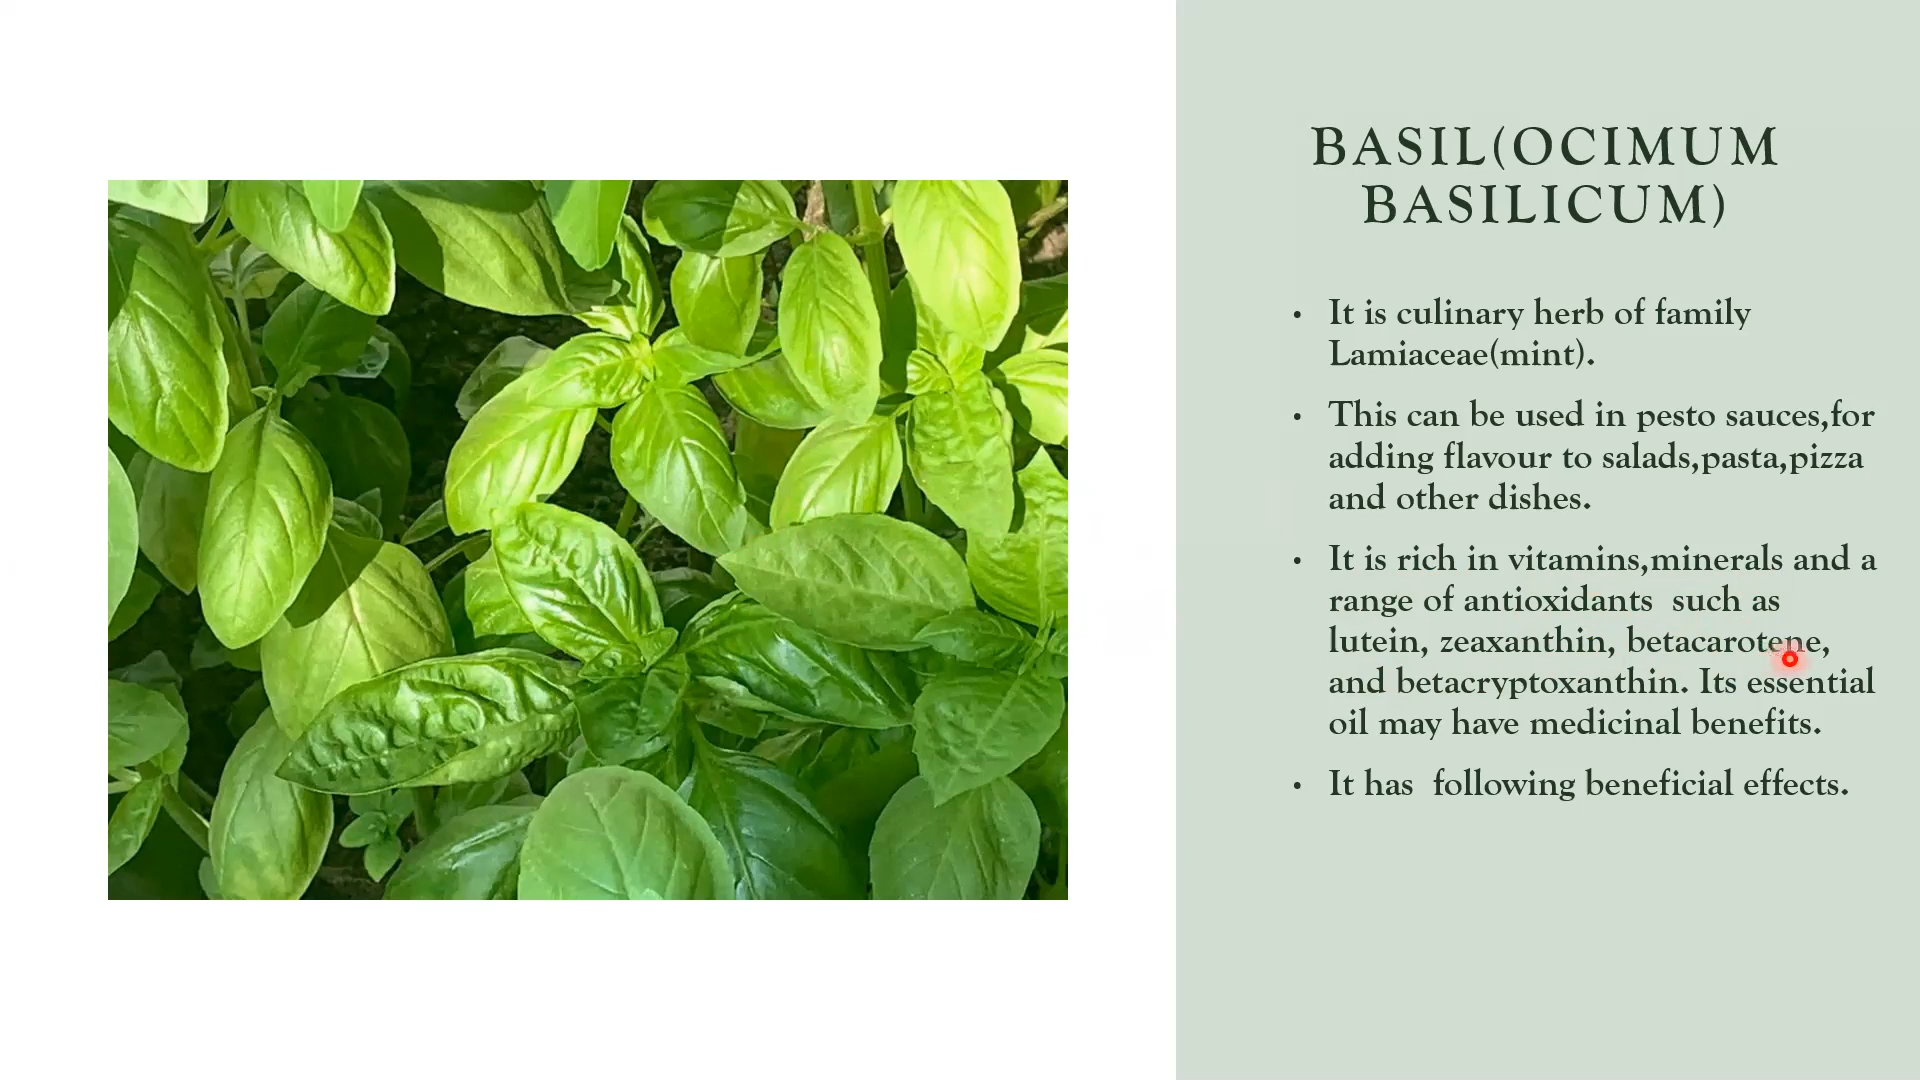 BASIL(OCIMUM
BASILICUM)
• It is culinary herb of family
Lamiaceae(mint).
• This can be used in pesto sauces,for
adding flavour to salads,pasta,pizza
and other dishes.
• It is rich in vitamins,minerals and a
range of antioxidants  such as
lutein, zeaxanthin, betacarotene,
and betacryptoxanthin. Its essential
oil may have medicinal benefits.
• It has  following beneficial effects.